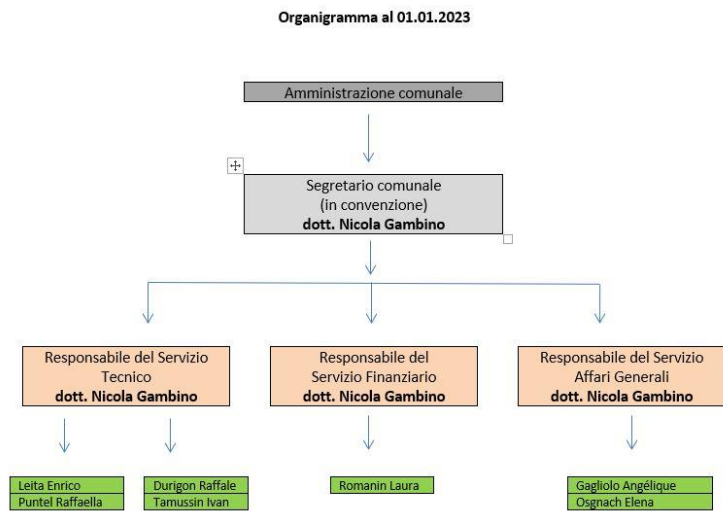 Organigramma al 01.01.2023
Amministrazione comunale
Segretario comunale
(in convenzione)
dott. Nicola Gambino
Responsabile del Servizio
Tecnico
dott. Nicola Gambino
Responsabile del
Servizio Finanziario
dott. Nicola Gambino
Responsabile del Servizio
Affari Generali
dott. Nicola Gambino
Leita Enrico
Puntel Raffaella
Durigon Raffale
Tamussin Ivan
Romanin Laura
Gagliolo Angélique
Osgnach Elena